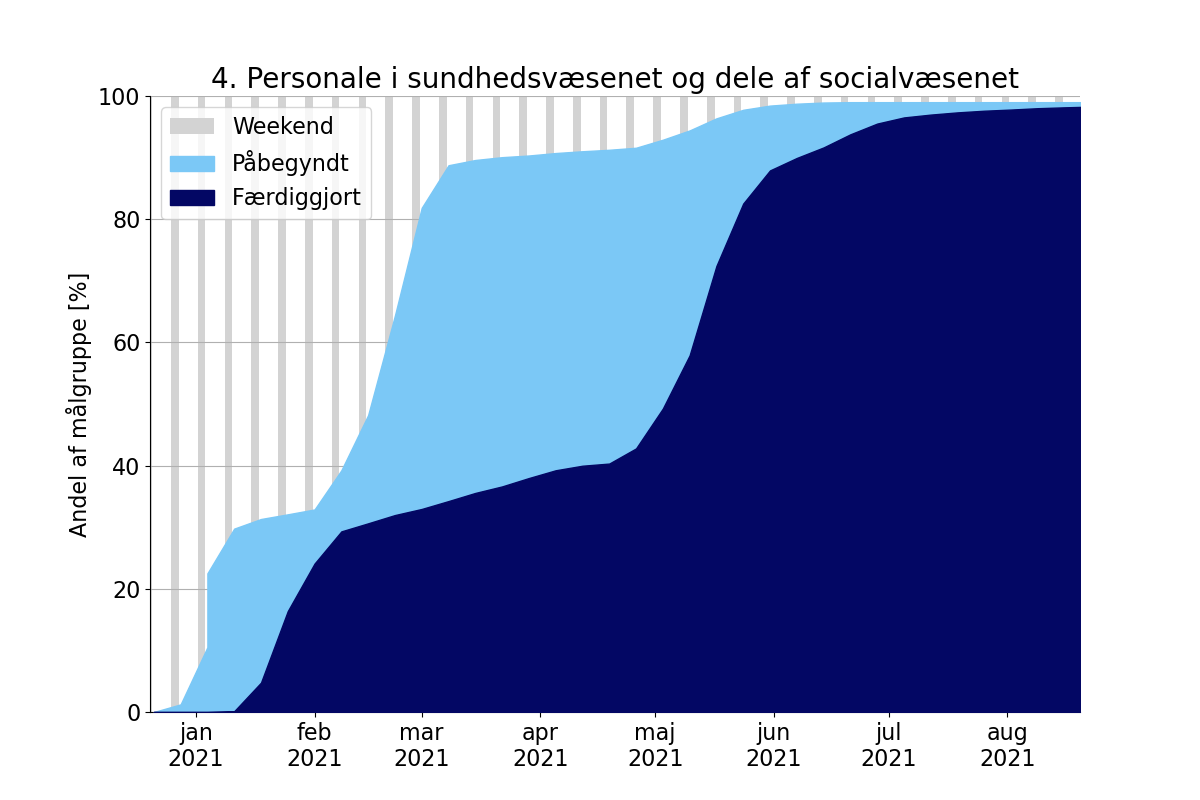 4. Personale i sundhedsvæsenet og dele af socialvæsenet
100
80
60
40
20
0
Andel af målgruppe [%]
Weekend
Påbegyndt
Færdiggjort
jan
2021
feb
2021
mar
2021
apr
2021
maj
2021
jun
2021
jul
2021
aug
2021